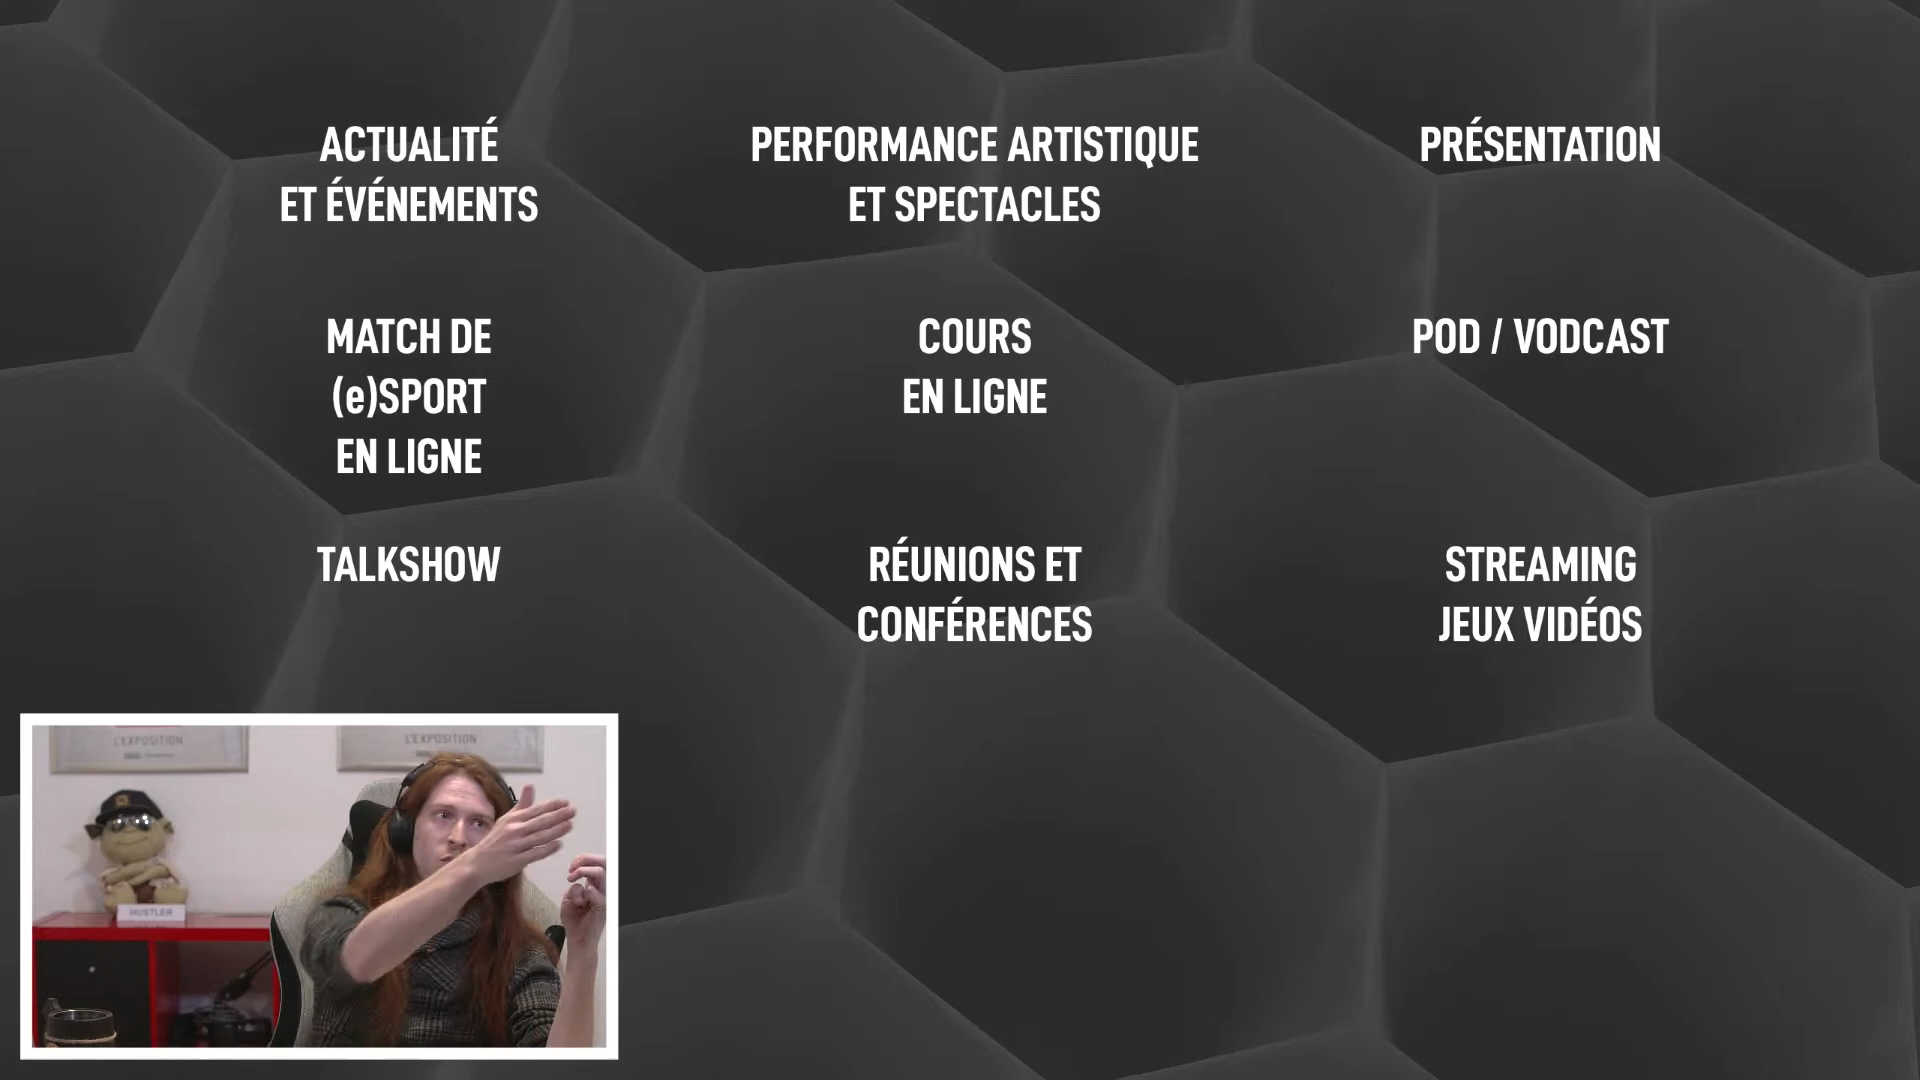 ACTUALITÉ
ET ÉVÉNEMENTS
PERFORMANCE ARTISTIQUE
ET SPECTACLES
PRÉSENTATION
MATCH DE
(e)SPORT
EN LIGNE
COURS
EN LIGNE
POD / VODCAST
TALKSHOW
RÉUNIONS ET
CONFÉRENCES
STREAMING
JEUX VIDÉOS
L'EXPOSITION
L'EXPOSITION
HUSTLER